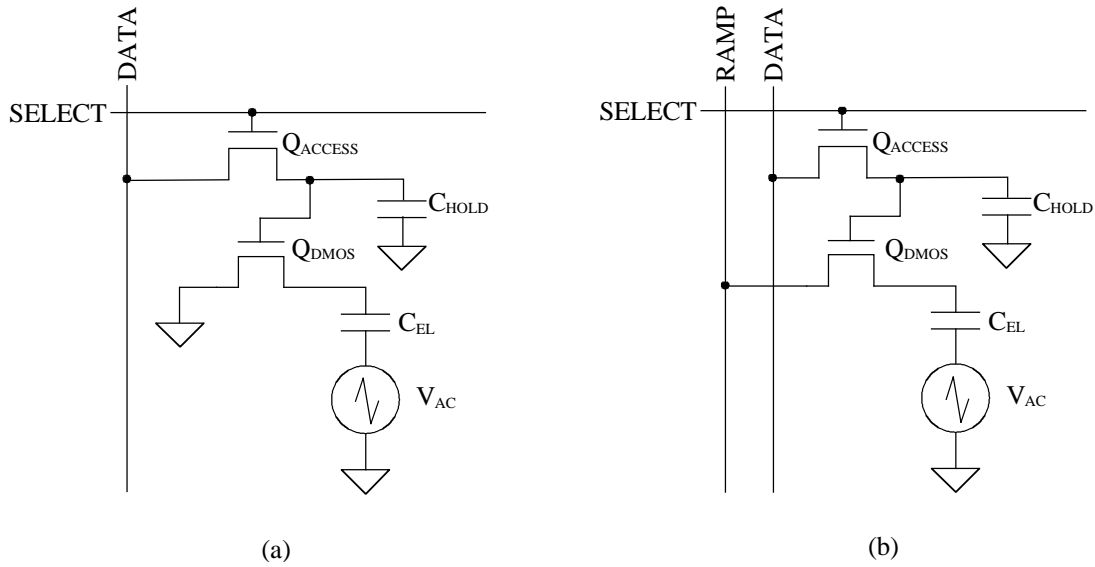 DATA
SELECT
QACCESS
CHOLD
QDMOS
CEL
VAC
(a)
RAMP
DATA
SELECT
QACCESS
CHOLD
QDMOS
CEL
VAC
(b)